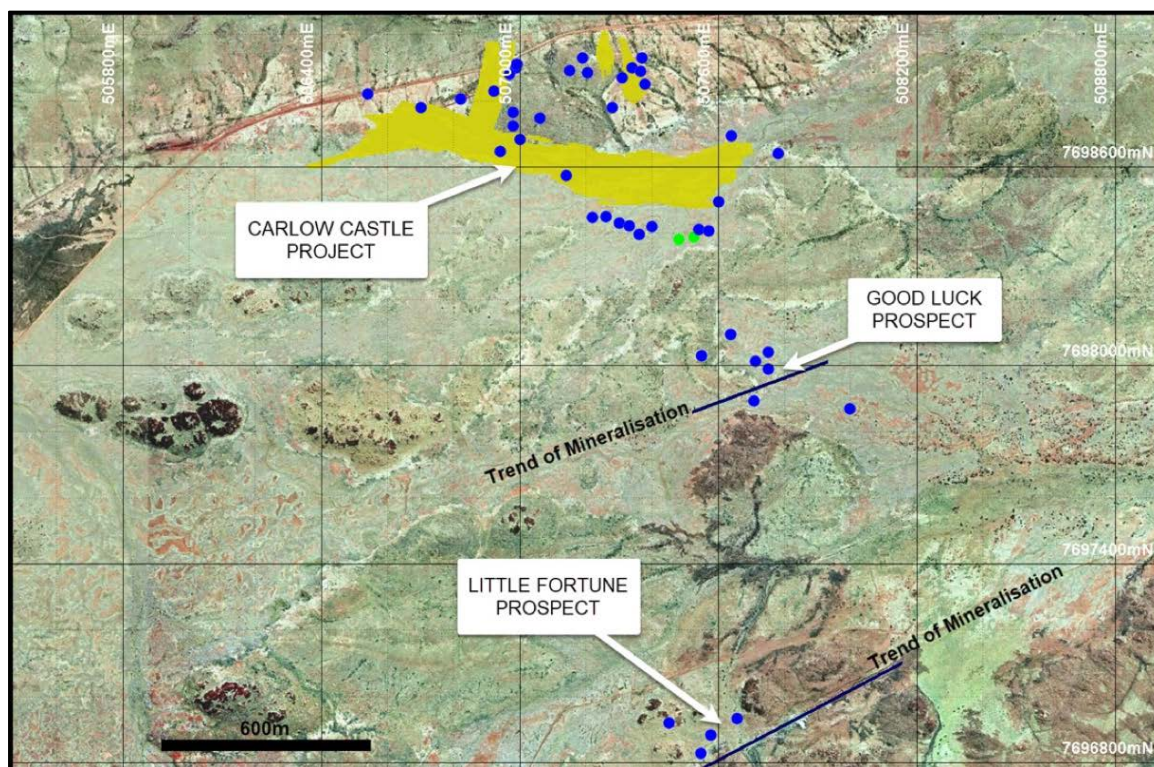 505800mE
506400mE
507000mE
507600mE
508200mE
508800mE
7698600mN
CARLOW CASTLE
PROJECT
GOOD LUCK
PROSPECT
7698000mN
Trend of Mineralisation
7697400mN
LITTLE FORTUNE
PROSPECT
Trend of Mineralisation
600m
7696800mN